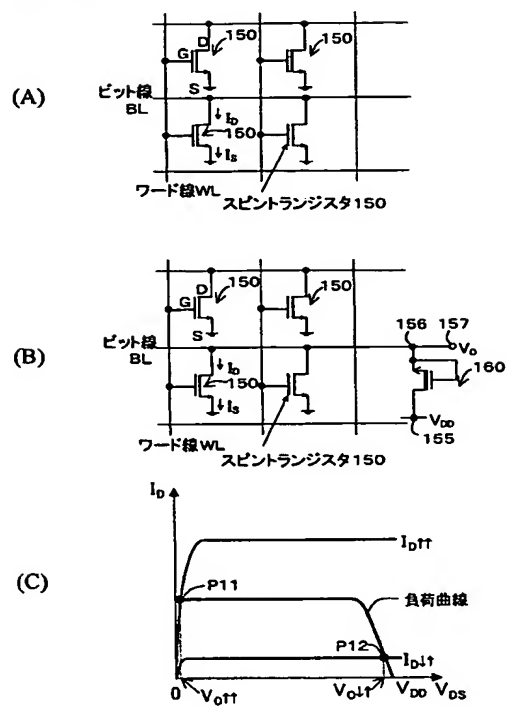 (A)
D
150
150
G
S
ビット線
BL
I_D
150
I_S
ワード線WL
スピントランジスタ150
(B)
D
150
150
G
S
156
157
V_O
ビット線
BL
I_D
150
160
I_S
V_DD
155
ワード線WL
スピントランジスタ150
(C)
I_D
I_D↑↑
P11
負荷曲線
P12
I_D↓↑
0
V_O↑↑
V_O↓↑
V_DD
V_DS